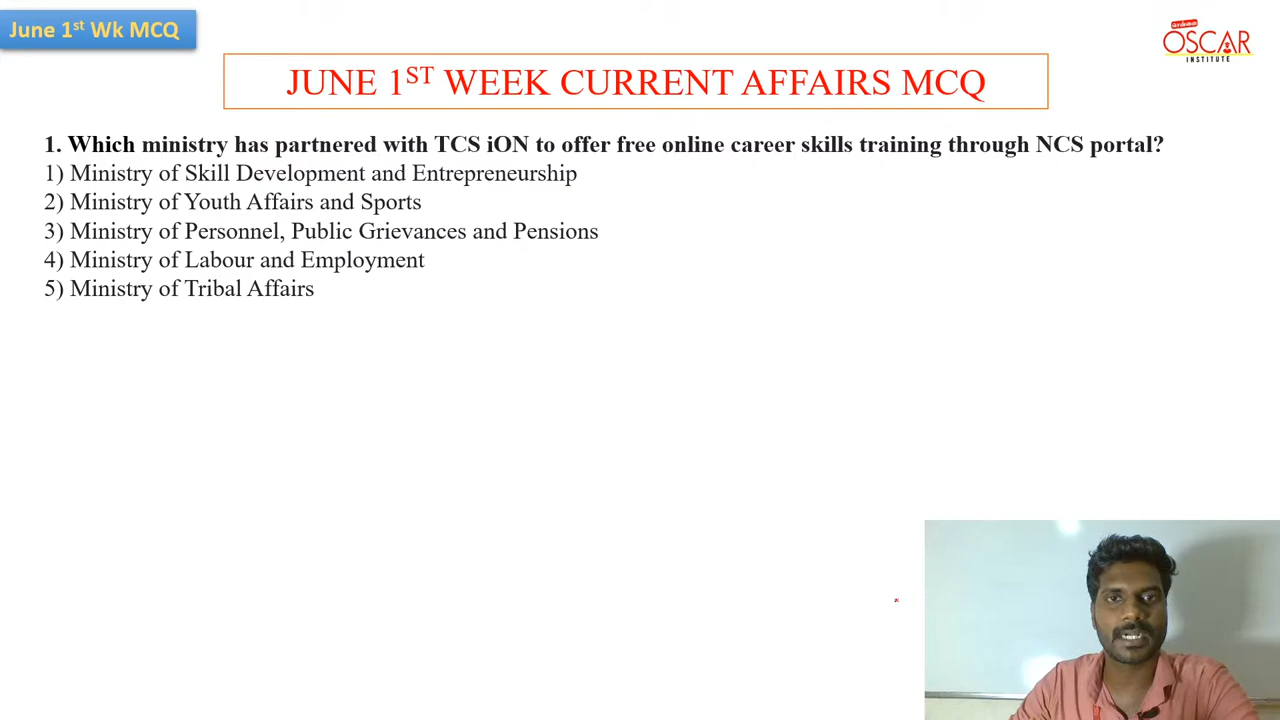 June 1st Wk MCQ
சென்னை
OSCAR
INSTITUTE
JUNE 1ST WEEK CURRENT AFFAIRS MCQ
1. Which ministry has partnered with TCS iON to offer free online career skills training through NCS portal?
1) Ministry of Skill Development and Entrepreneurship
2) Ministry of Youth Affairs and Sports
3) Ministry of Personnel, Public Grievances and Pensions
4) Ministry of Labour and Employment
5) Ministry of Tribal Affairs